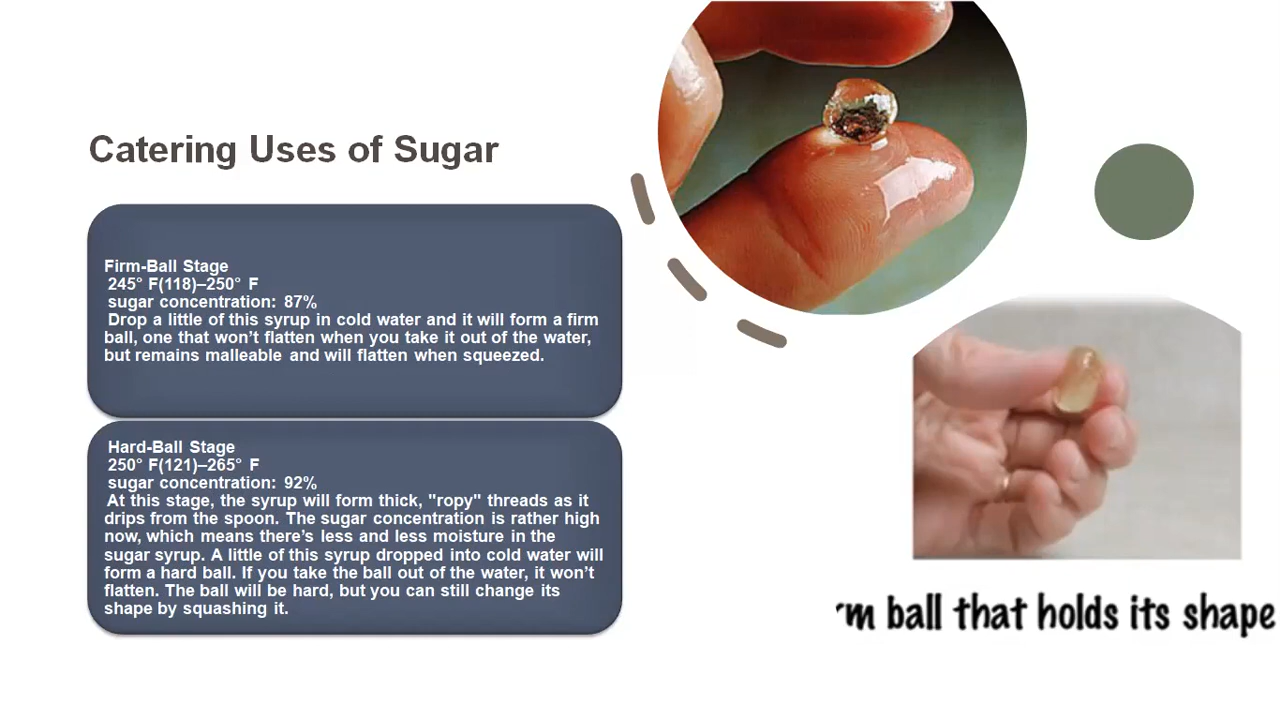 Catering Uses of Sugar
Firm-Ball Stage
245° F(118)–250° F
sugar concentration: 87%
Drop a little of this syrup in cold water and it will form a firm
ball, one that won’t flatten when you take it out of the water,
but remains malleable and will flatten when squeezed.
Hard-Ball Stage
250° F(121)–265° F
sugar concentration: 92%
At this stage, the syrup will form thick, "ropy" threads as it
drips from the spoon. The sugar concentration is rather high
now, which means there’s less and less moisture in the
sugar syrup. A little of this syrup dropped into cold water will
form a hard ball. If you take the ball out of the water, it won’t
flatten. The ball will be hard, but you can still change its
shape by squashing it.
ball that holds its shape